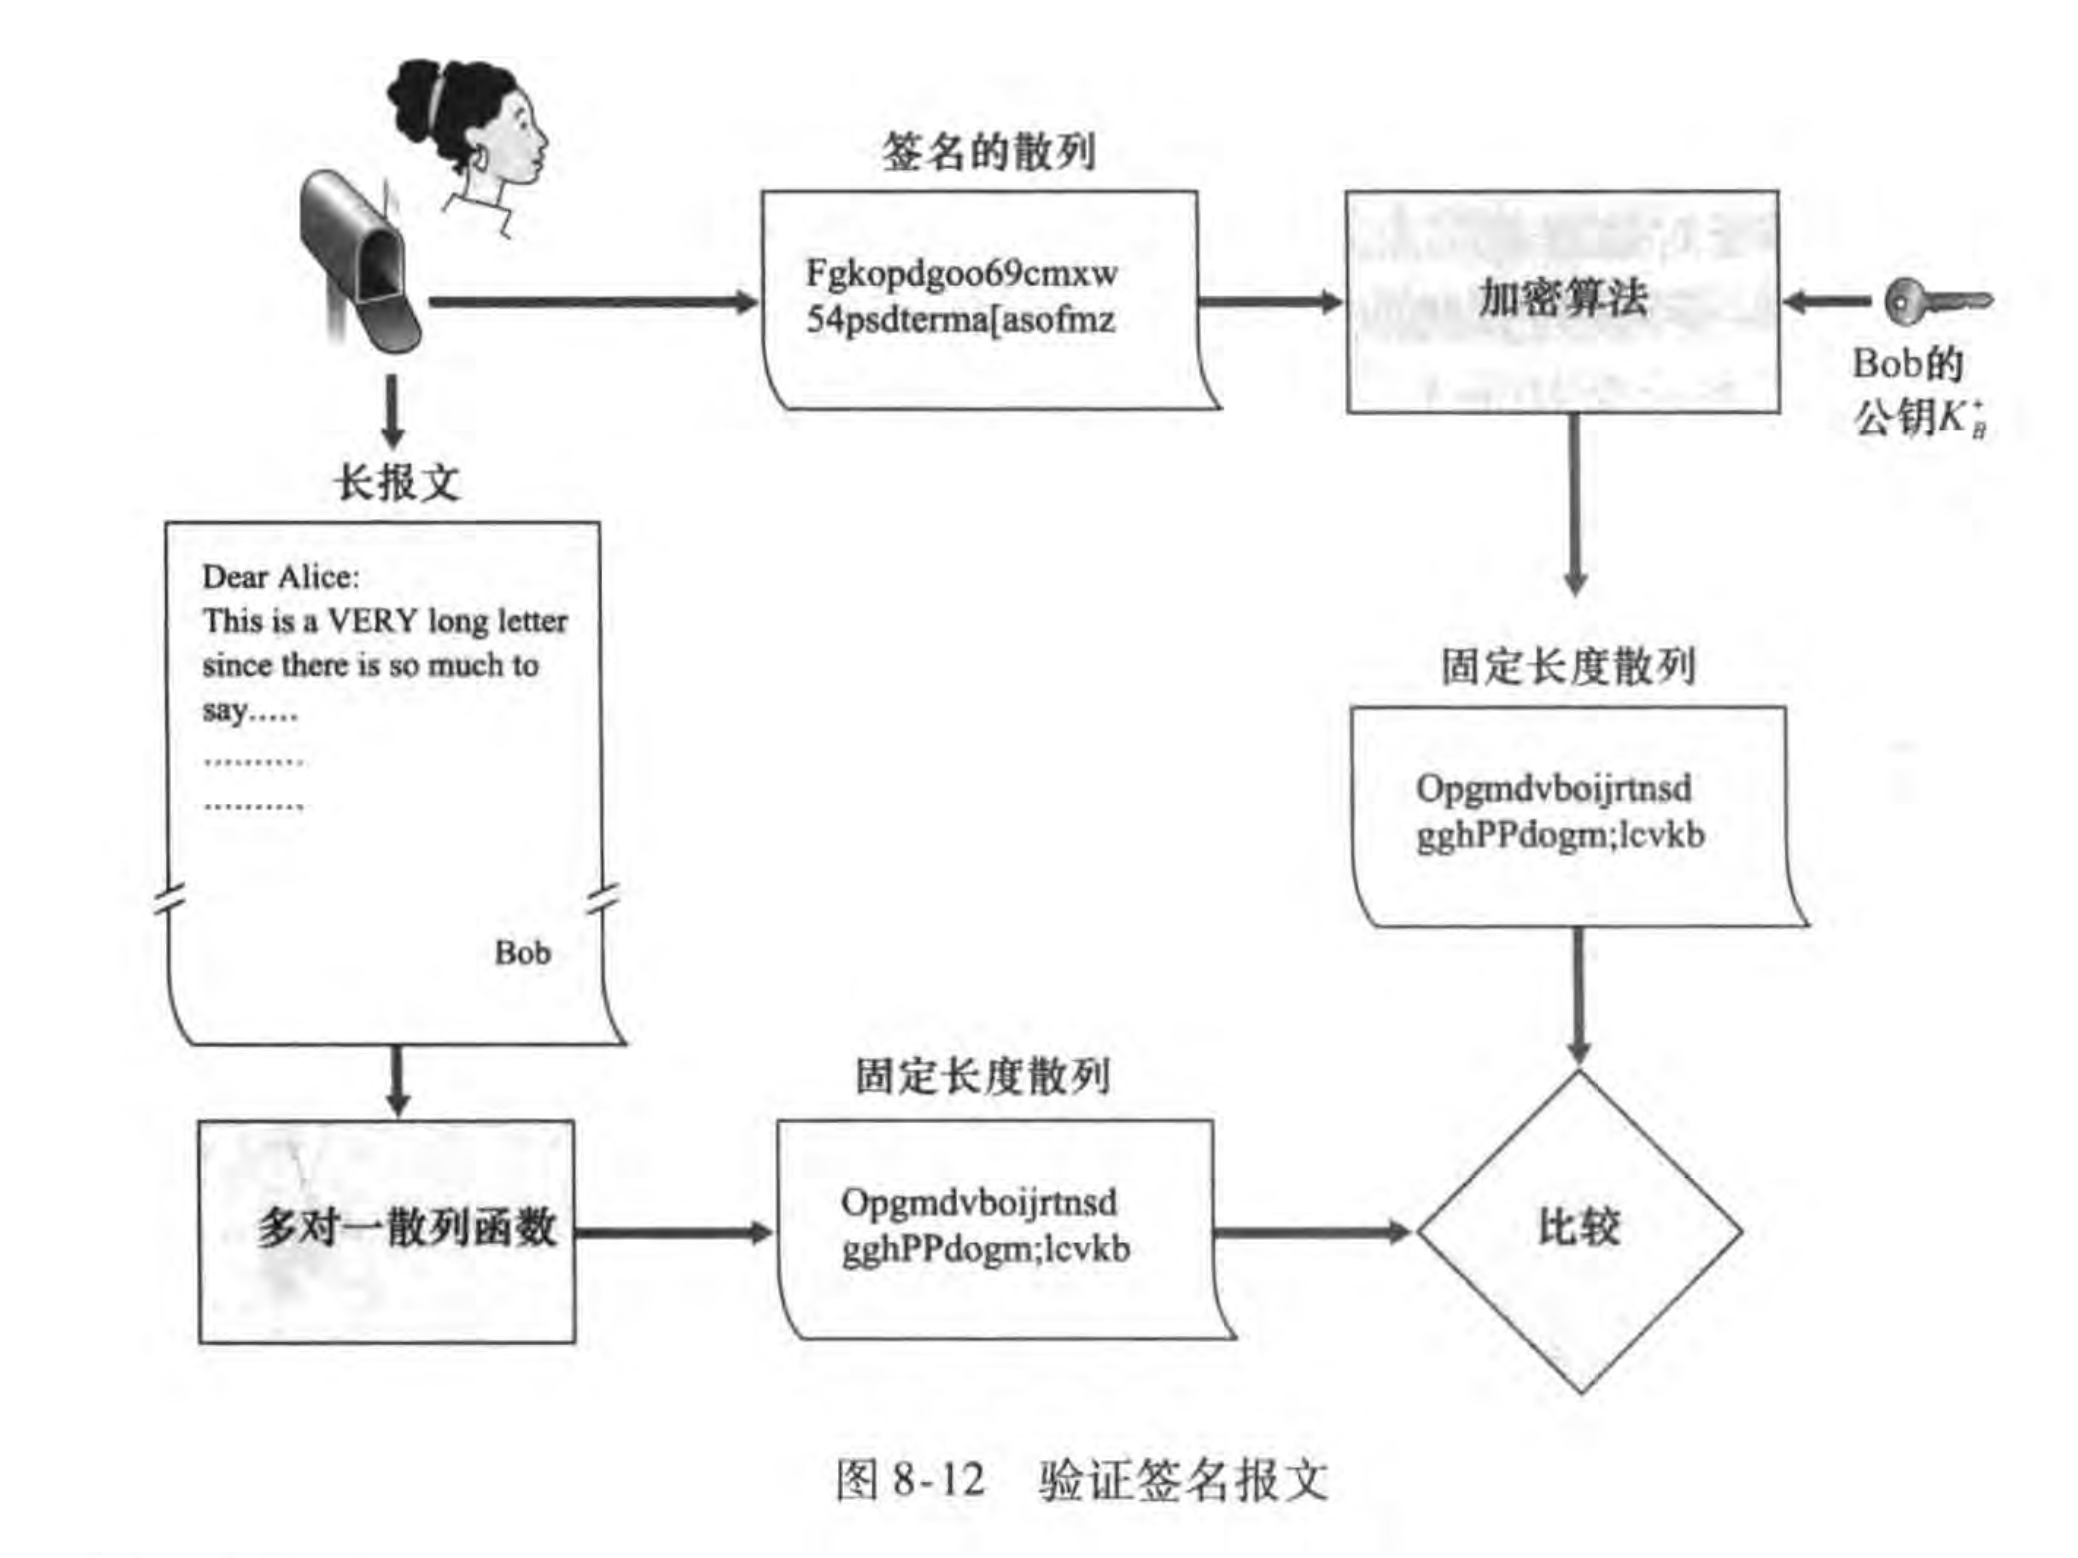 签名的散列
Fgkopdgoo69cmxw
54psdterma[asofmz
加密算法
Bob的
公钥K⁺B
长报文
Dear Alice:
This is a VERY long letter
since there is so much to
say.....
..........
..........
Bob
固定长度散列
Opgmdvboijrtnsd
gghPPdogm;lcvkb
多对一散列函数
固定长度散列
Opgmdvboijrtnsd
gghPPdogm;lcvkb
比较
图 8-12 验证签名报文